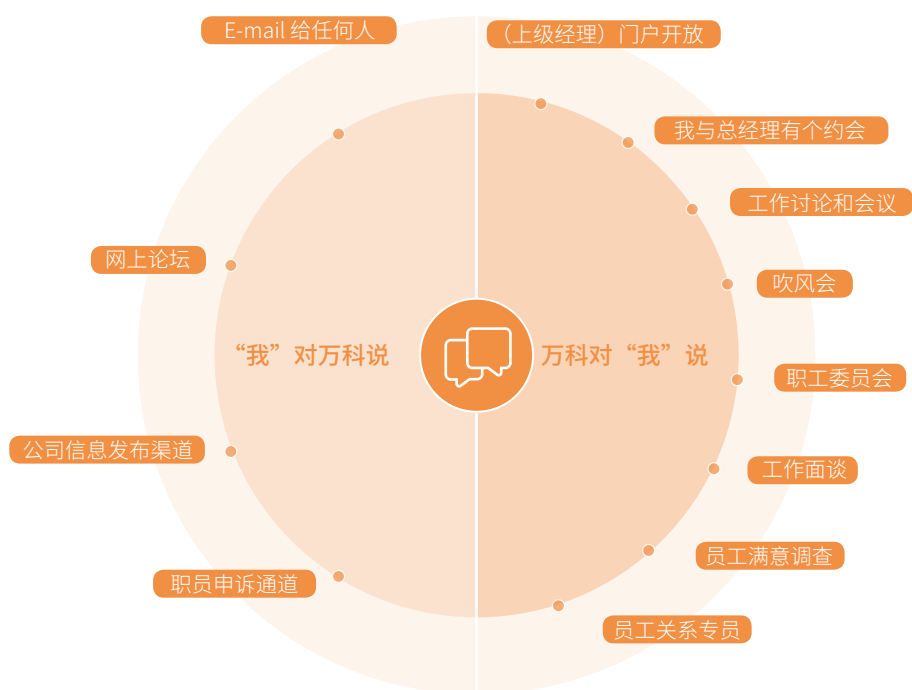 E-mail 给任何人
（上级经理）门户开放
我与总经理有个约会
工作讨论和会议
网上论坛
吹风会
“我”对万科说
万科对“我”说
职工委员会
公司信息发布渠道
工作面谈
员工满意调查
职员申诉通道
员工关系专员